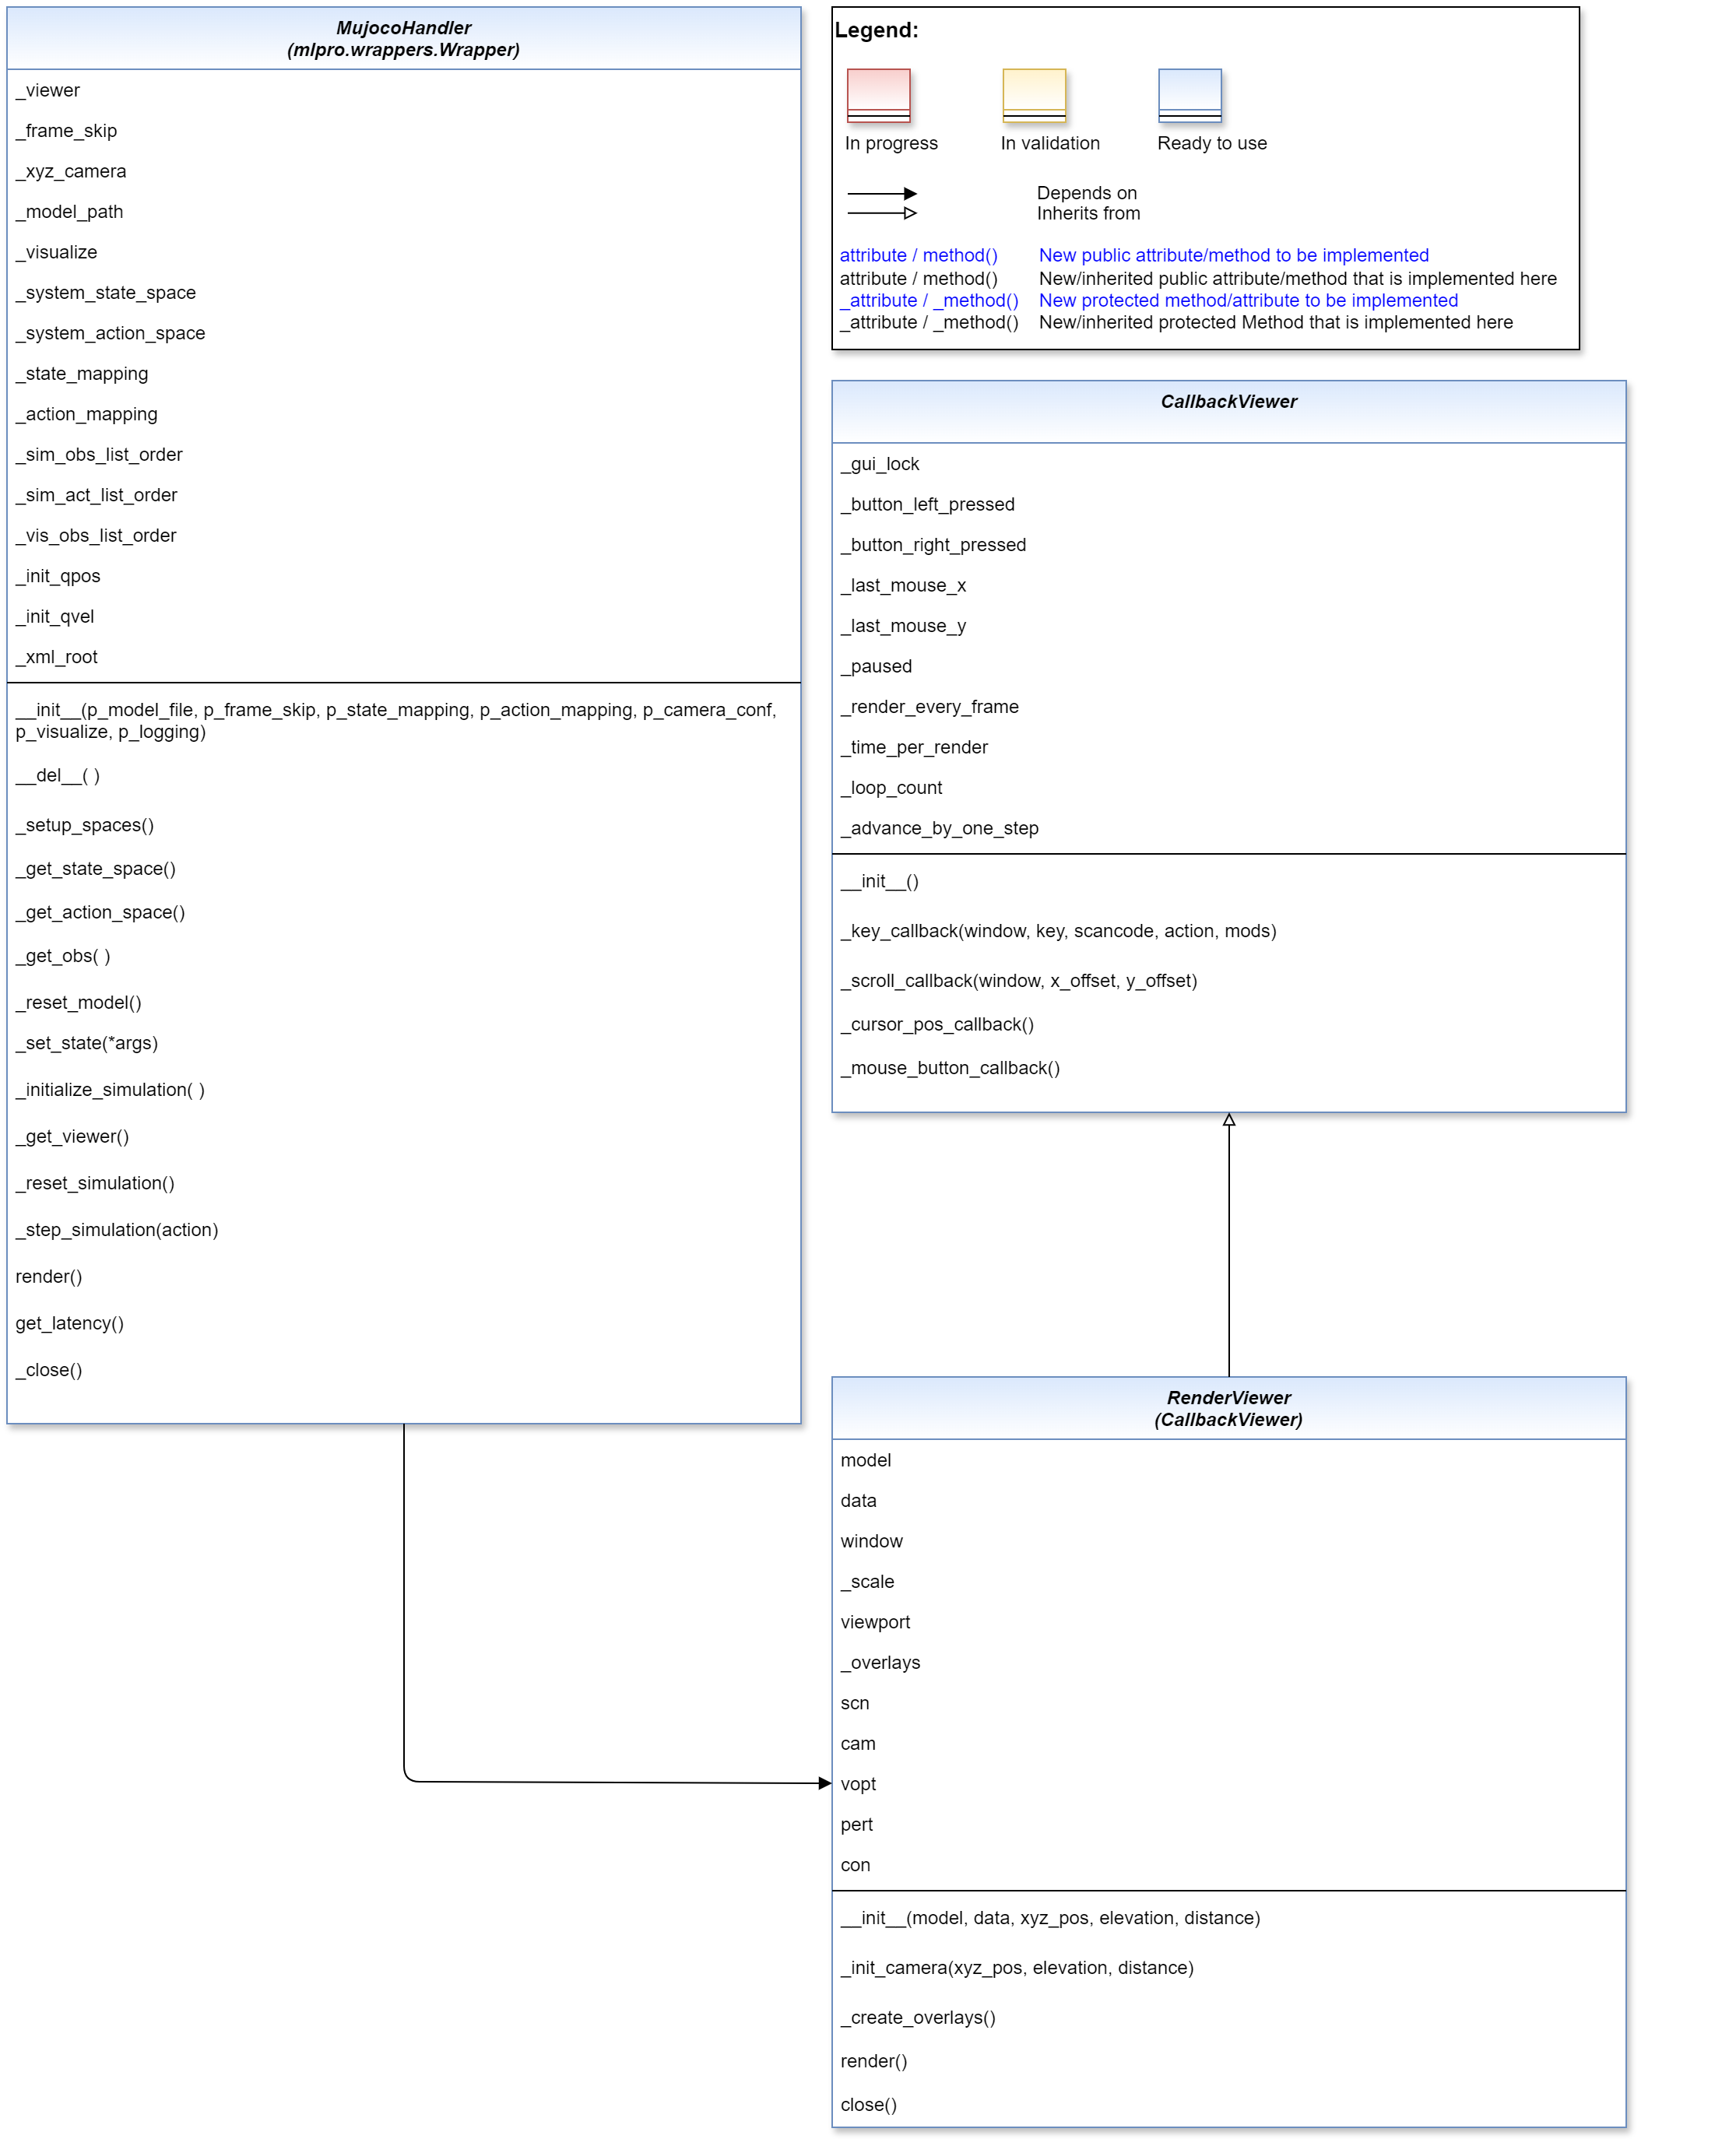 MujocoHandler
(mlpro.wrappers.Wrapper)
_viewer
_frame_skip
_xyz_camera
_model_path
_visualize
_system_state_space
_system_action_space
_state_mapping
_action_mapping
_sim_obs_list_order
_sim_act_list_order
_vis_obs_list_order
_init_qpos
_init_qvel
_xml_root
__init__(p_model_file, p_frame_skip, p_state_mapping, p_action_mapping, p_camera_conf,
p_visualize, p_logging)
__del__( )
_setup_spaces()
_get_state_space()
_get_action_space()
_get_obs( )
_reset_model()
_set_state(*args)
_initialize_simulation( )
_get_viewer()
_reset_simulation()
_step_simulation(action)
render()
get_latency()
_close()
Legend:
In progress In validation Ready to use
Depends on
Inherits from
attribute / method() New public attribute/method to be implemented
attribute / method() New/inherited public attribute/method that is implemented here
_attribute / _method() New protected method/attribute to be implemented
_attribute / _method() New/inherited protected Method that is implemented here
CallbackViewer
_gui_lock
_button_left_pressed
_button_right_pressed
_last_mouse_x
_last_mouse_y
_paused
_render_every_frame
_time_per_render
_loop_count
_advance_by_one_step
__init__()
_key_callback(window, key, scancode, action, mods)
_scroll_callback(window, x_offset, y_offset)
_cursor_pos_callback()
_mouse_button_callback()
RenderViewer
(CallbackViewer)
model
data
window
_scale
viewport
_overlays
scn
cam
vopt
pert
con
__init__(model, data, xyz_pos, elevation, distance)
_init_camera(xyz_pos, elevation, distance)
_create_overlays()
render()
close()